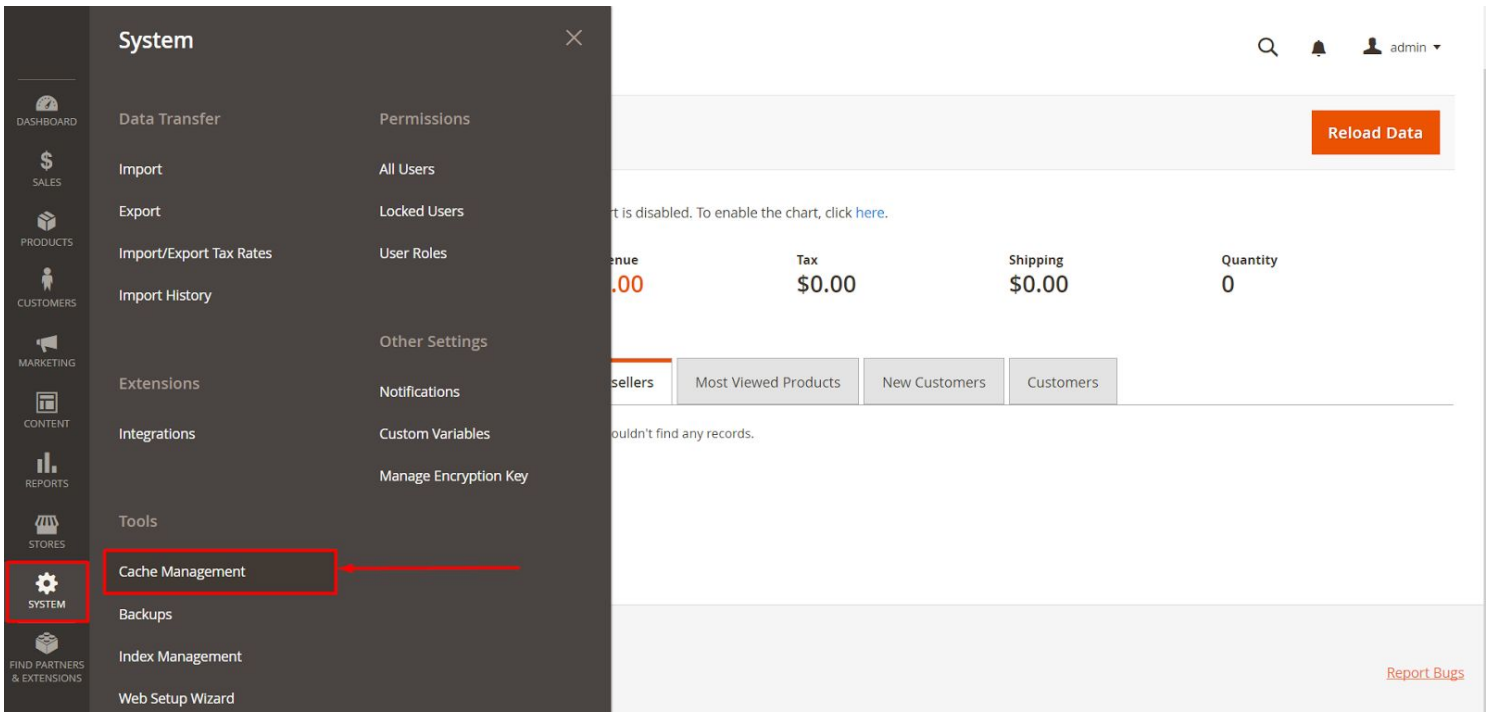 DASHBOARD
SALES
PRODUCTS
CUSTOMERS
MARKETING
CONTENT
REPORTS
STORES
SYSTEM
FIND PARTNERS
& EXTENSIONS
System
Data Transfer
Import
Export
Import/Export Tax Rates
Import History
Extensions
Integrations
Tools
Cache Management
Backups
Index Management
Web Setup Wizard
Permissions
All Users
Locked Users
User Roles
Other Settings
Notifications
Custom Variables
Manage Encryption Key
admin
Reload Data
rt is disabled. To enable the chart, click here.
enue
.00
Tax
$0.00
Shipping
$0.00
Quantity
0
sellers
Most Viewed Products
New Customers
Customers
ouldn't find any records.
Report Bugs